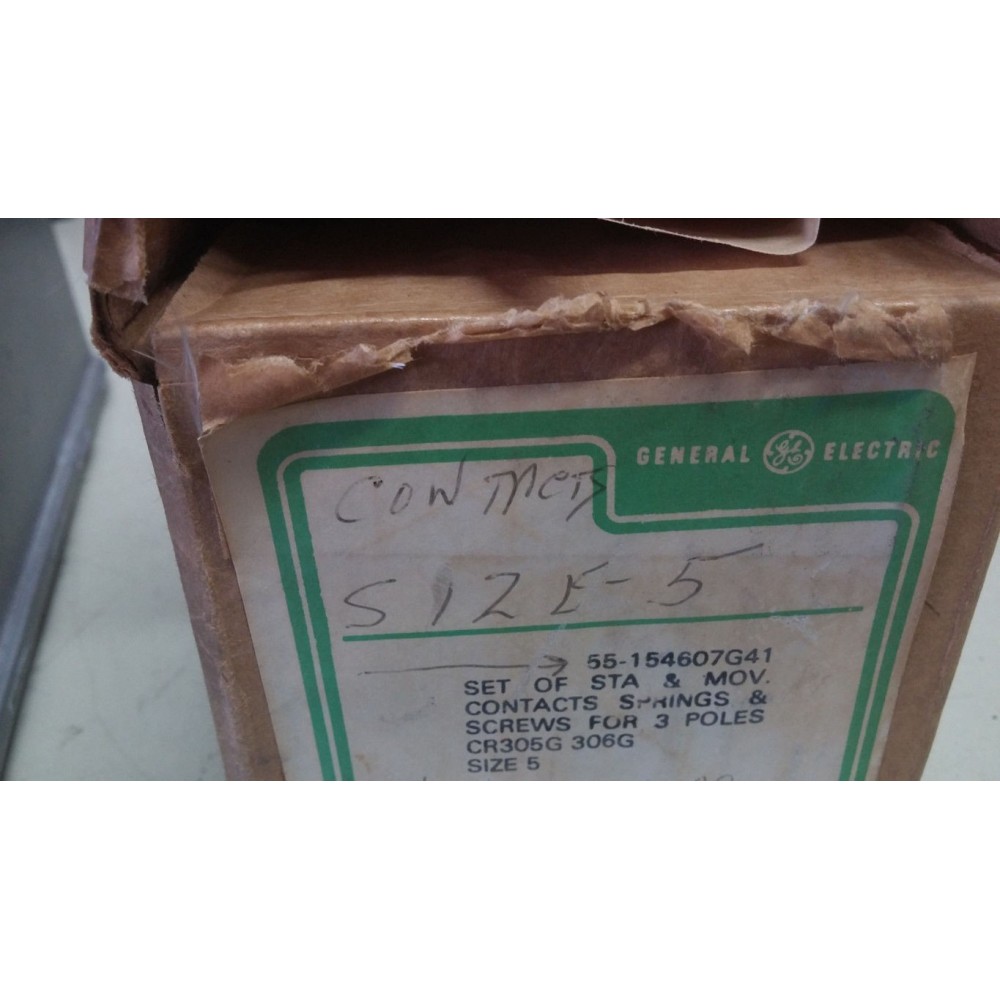 GENERAL GE ELECTRIC
CONTACTS
SIZE-5
55-154607G41
SET OF STA & MOV.
CONTACTS SPRINGS &
SCREWS FOR 3 POLES
CR305G 306G
SIZE 5